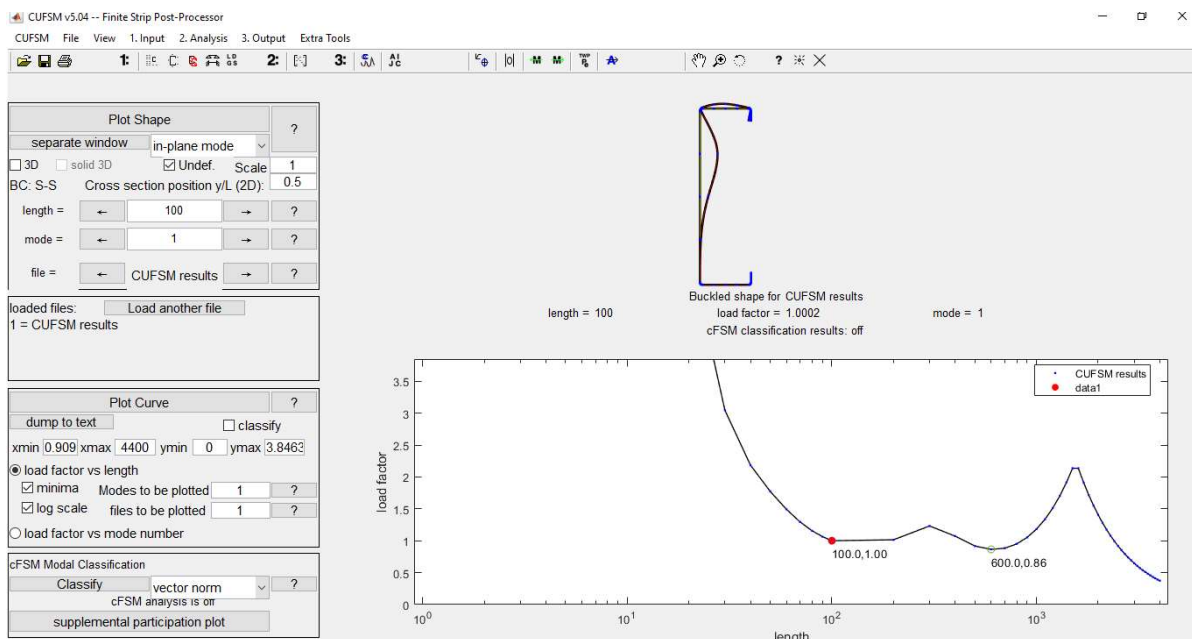 CUFSM v5.04 -- Finite Strip Post-Processor
CUFSM File View 1. Input 2. Analysis 3. Output Extra Tools
1: 2: 3: ?
Plot Shape ?
separate window in-plane mode
3D solid 3D Undef. Scale 1
BC: S-S Cross section position y/L (2D): 0.5
length = ← 100 → ?
mode = ← 1 → ?
file = ← CUFSM results → ?
loaded files: Load another file
1 = CUFSM results
Plot Curve ?
dump to text classify
xmin 0.909 xmax 4400 ymin 0 ymax 3.8463
load factor vs length
minima Modes to be plotted 1 ?
log scale files to be plotted 1 ?
load factor vs mode number
cFSM Modal Classification
Classify vector norm ?
cFSM analysis is off
supplemental participation plot
Buckled shape for CUFSM results
length = 100 load factor = 1.0002 mode = 1
cFSM classification results: off
CUFSM results
data1
3.5
3
2.5
2
1.5
1
0.5
0
load factor
100.0,1.00
600.0,0.86
10^0 10^1 10^2 10^3
length